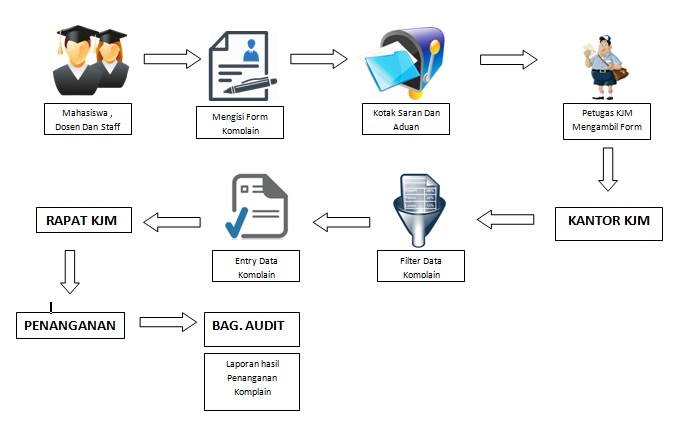 Mahasiswa ,
Dosen Dan Staff
Mengisi Form
Komplain
Kotak Saran Dan
Aduan
Petugas KJM
Mengambil Form
KANTOR KJM
Filter Data
Komplain
Entry Data
Komplain
RAPAT KJM
PENANGANAN
BAG. AUDIT
Laporan hasil
Penanganan
Komplain